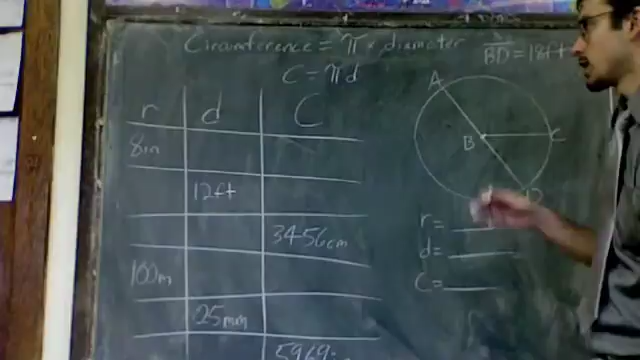 Circumference = π × diameter
BD = 18ft
C = πd
r d C
8in
12ft
34.56cm
100m
25mm
A
B
C
D
r =
d =
C =